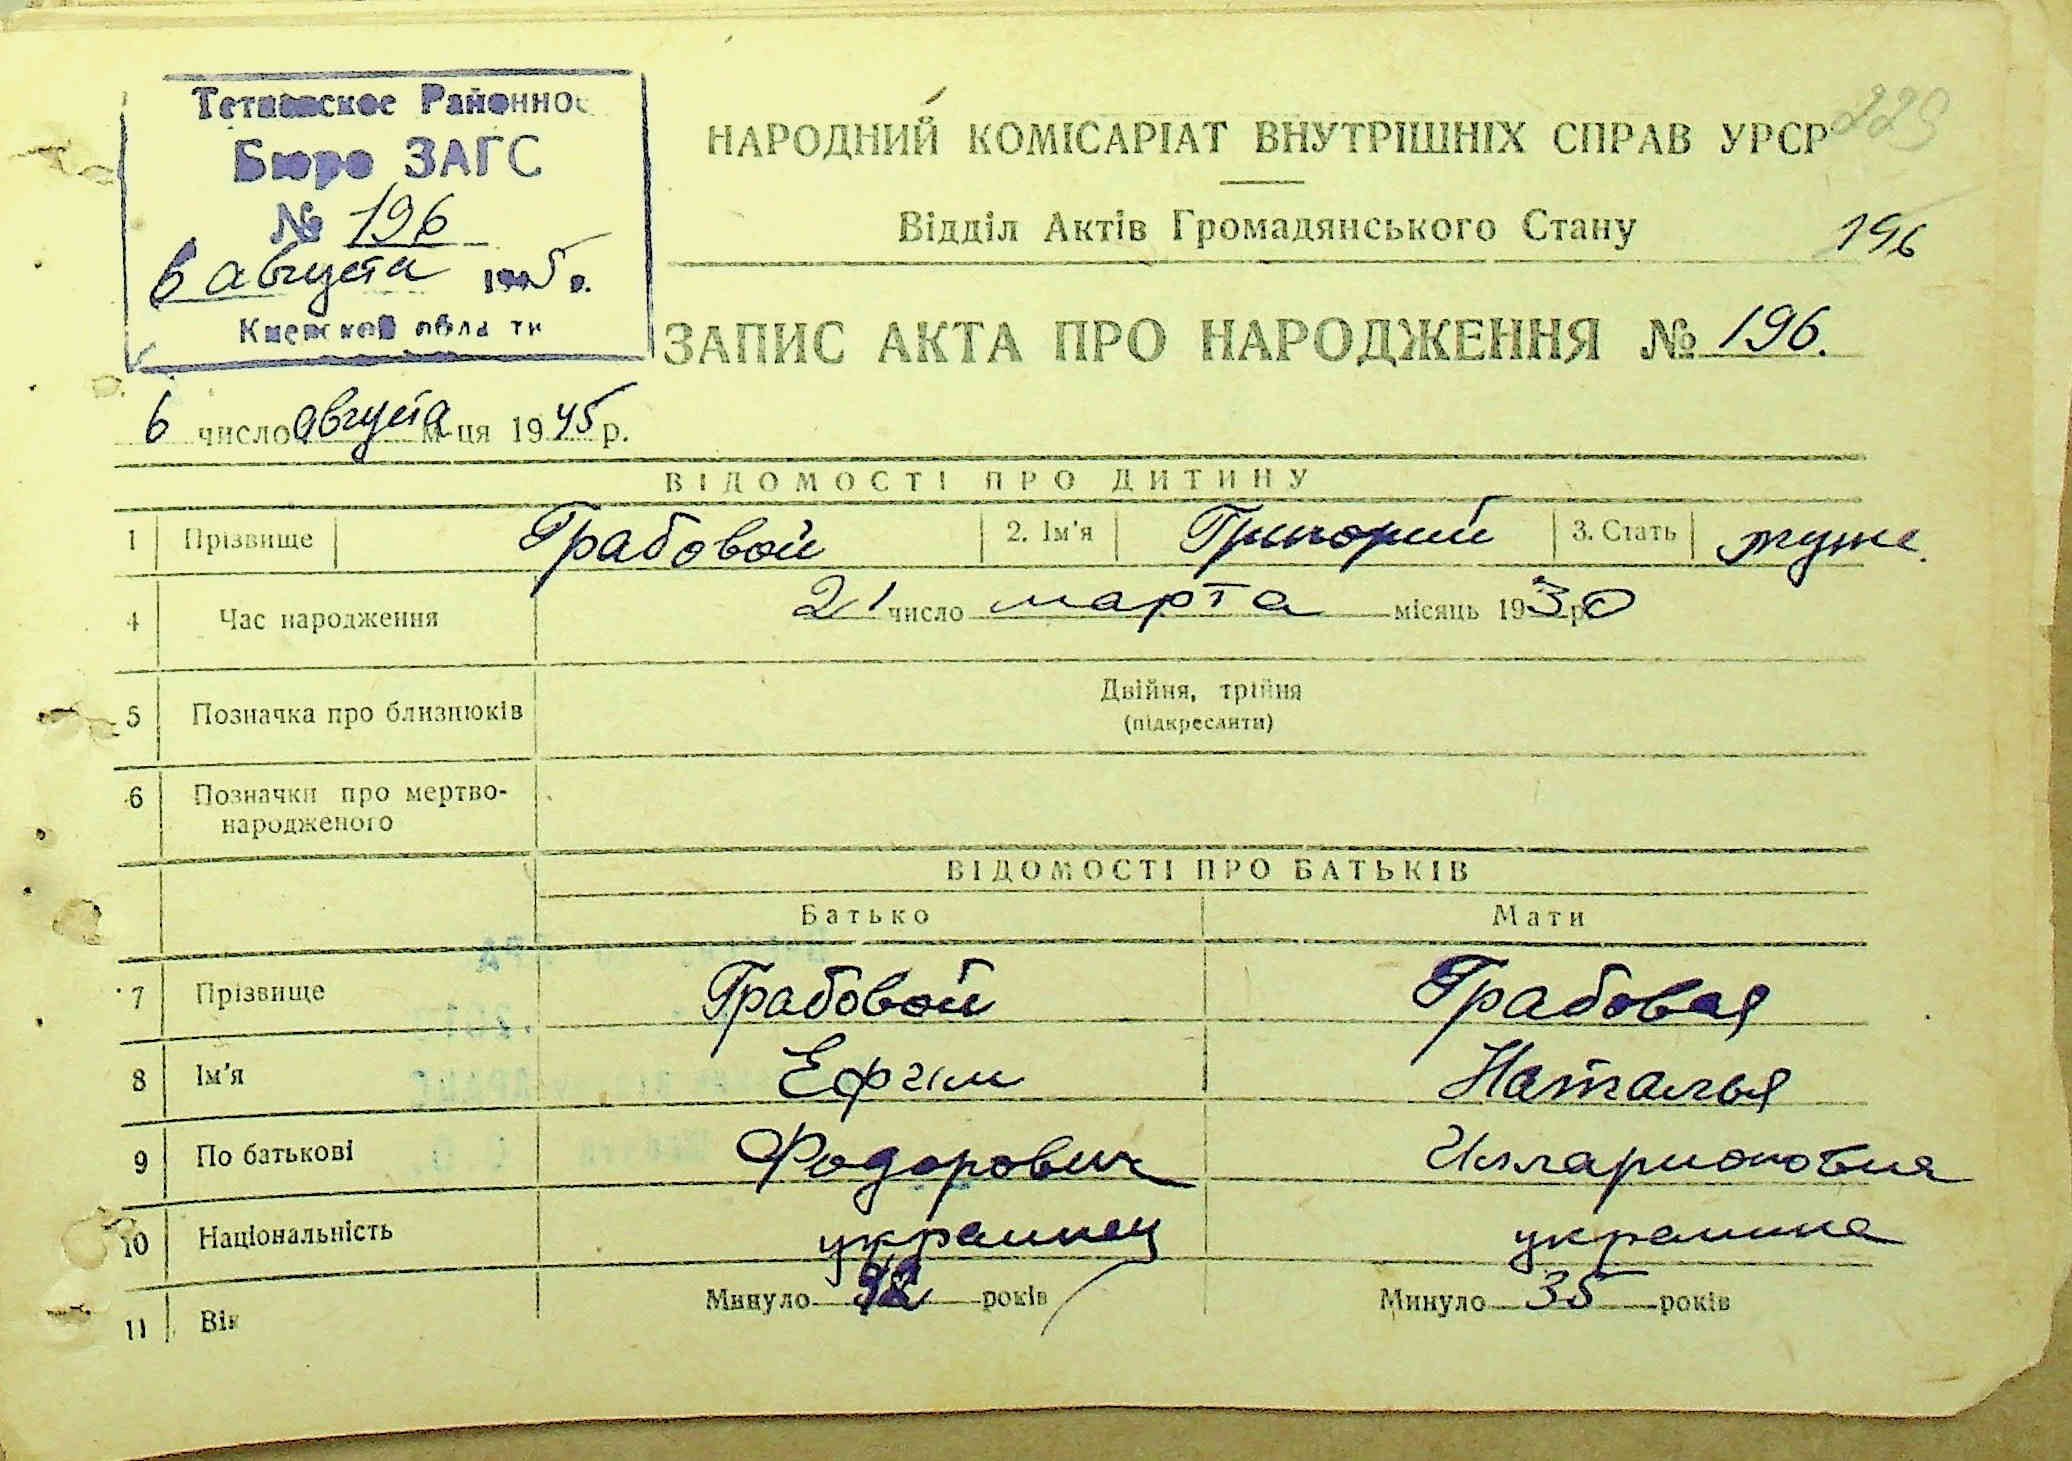 Тетиевское Районное
Бюро ЗАГС
№ 196
6 августа 1945 г.
Киевской области
НАРОДНИЙ КОМІСАРІАТ ВНУТРІШНІХ СПРАВ УРСР
Відділ Актів Громадянського Стану
196
ЗАПИС АКТА ПРО НАРОДЖЕННЯ № 196.
6 число августа м-ця 1945 р.
ВІДОМОСТІ ПРО ДИТИНУ
1 Прізвище Грабовой 2. Ім'я Григорий 3. Стать муж.
4 Час народження 21 число марта місяць 1930 р
5 Позначка про близнюків Двійня, трійня
(підкреслити)
6 Позначки про мертво-
народженого
ВІДОМОСТІ ПРО БАТЬКІВ
Батько Мати
7 Прізвище Грабовой Грабовая
8 Ім'я Ефим Наталья
9 По батькові Федорович Илларионовна
10 Національність украинец украинка
11 Вік Минуло років Минуло 35 років